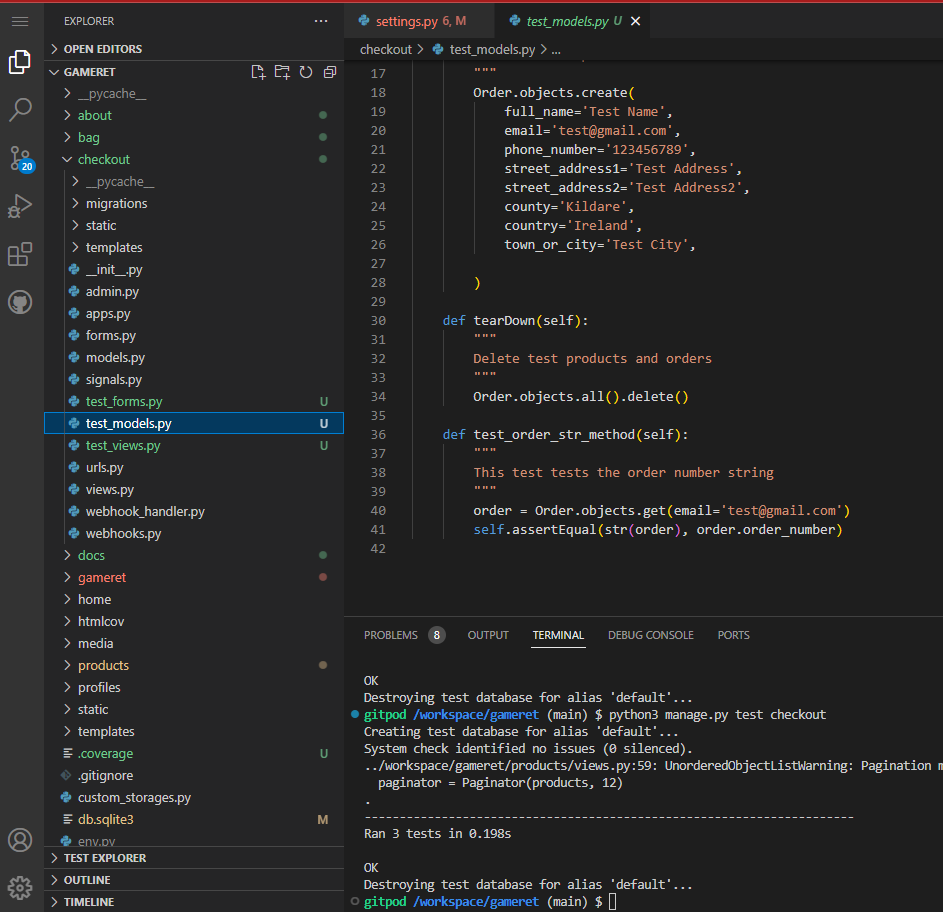 EXPLORER
OPEN EDITORS
GAMERET
__pycache__
about
bag
checkout
__pycache__
migrations
static
templates
__init__.py
admin.py
apps.py
forms.py
models.py
signals.py
test_forms.py U
test_models.py U
test_views.py U
urls.py
views.py
webhook_handler.py
webhooks.py
docs
gameret
home
htmlcov
media
products
profiles
static
templates
.coverage U
.gitignore
custom_storages.py
db.sqlite3 M
env.py
TEST EXPLORER
OUTLINE
TIMELINE
20
settings.py 6, M
test_models.py U
checkout > test_models.py > ...
17 """
18 Order.objects.create(
19 full_name='Test Name',
20 email='test@gmail.com',
21 phone_number='123456789',
22 street_address1='Test Address',
23 street_address2='Test Address2',
24 county='Kildare',
25 country='Ireland',
26 town_or_city='Test City',
27
28 )
29
30 def tearDown(self):
31 """
32 Delete test products and orders
33 """
34 Order.objects.all().delete()
35
36 def test_order_str_method(self):
37 """
38 This test tests the order number string
39 """
40 order = Order.objects.get(email='test@gmail.com')
41 self.assertEqual(str(order), order.order_number)
42
PROBLEMS 8 OUTPUT TERMINAL DEBUG CONSOLE PORTS
OK
Destroying test database for alias 'default'...
gitpod /workspace/gameret (main) $ python3 manage.py test checkout
Creating test database for alias 'default'...
System check identified no issues (0 silenced).
../workspace/gameret/products/views.py:59: UnorderedObjectListWarning: Pagination
paginator = Paginator(products, 12)
.
----------------------------------------------------------------------
Ran 3 tests in 0.198s
OK
Destroying test database for alias 'default'...
gitpod /workspace/gameret (main) $